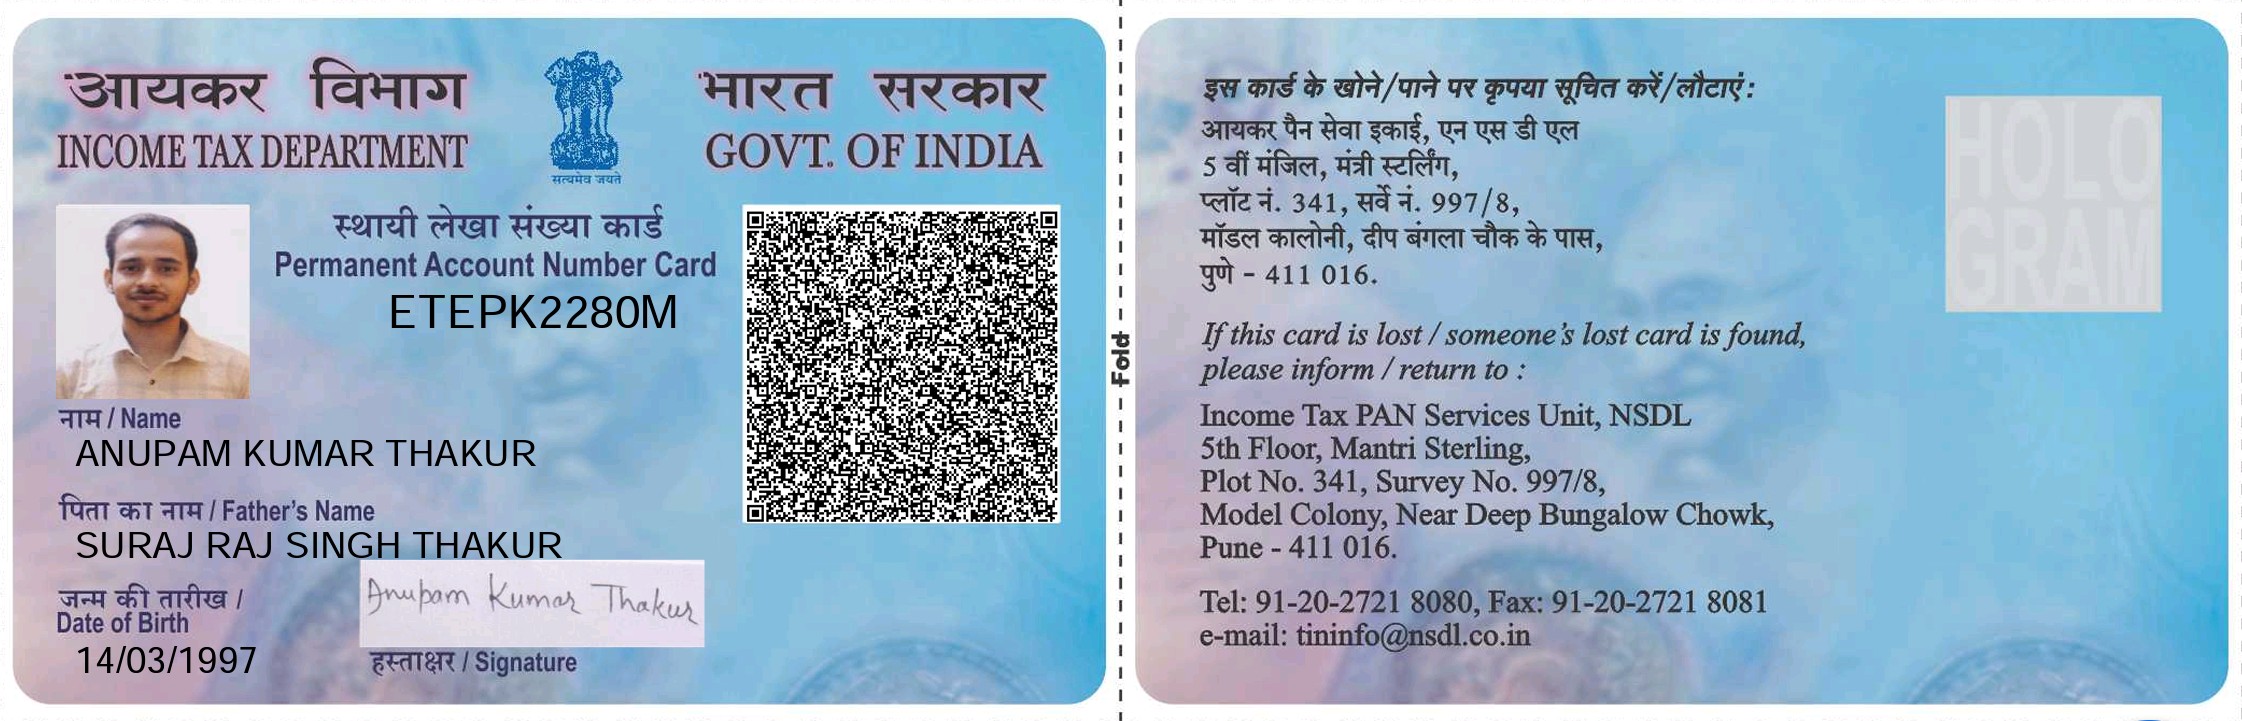 आयकर विभाग
INCOME TAX DEPARTMENT
सत्यमेव जयते
भारत सरकार
GOVT. OF INDIA
स्थायी लेखा संख्या कार्ड
Permanent Account Number Card
ETEPK2280M
नाम / Name
ANUPAM KUMAR THAKUR
पिता का नाम / Father's Name
SURAJ RAJ SINGH THAKUR
जन्म की तारीख /
Date of Birth
14/03/1997
Anupam Kumar Thakur
हस्ताक्षर / Signature
Fold
इस कार्ड के खोने/पाने पर कृपया सूचित करें/लौटाएं:
आयकर पैन सेवा इकाई, एन एस डी एल
5 वीं मंजिल, मंत्री स्टर्लिंग,
प्लॉट नं. 341, सर्वे नं. 997/8,
मॉडल कालोनी, दीप बंगला चौक के पास,
पुणे - 411 016.
HOLO
GRAM
If this card is lost / someone's lost card is found,
please inform / return to :
Income Tax PAN Services Unit, NSDL
5th Floor, Mantri Sterling,
Plot No. 341, Survey No. 997/8,
Model Colony, Near Deep Bungalow Chowk,
Pune - 411 016.
Tel: 91-20-2721 8080, Fax: 91-20-2721 8081
e-mail: tininfo@nsdl.co.in